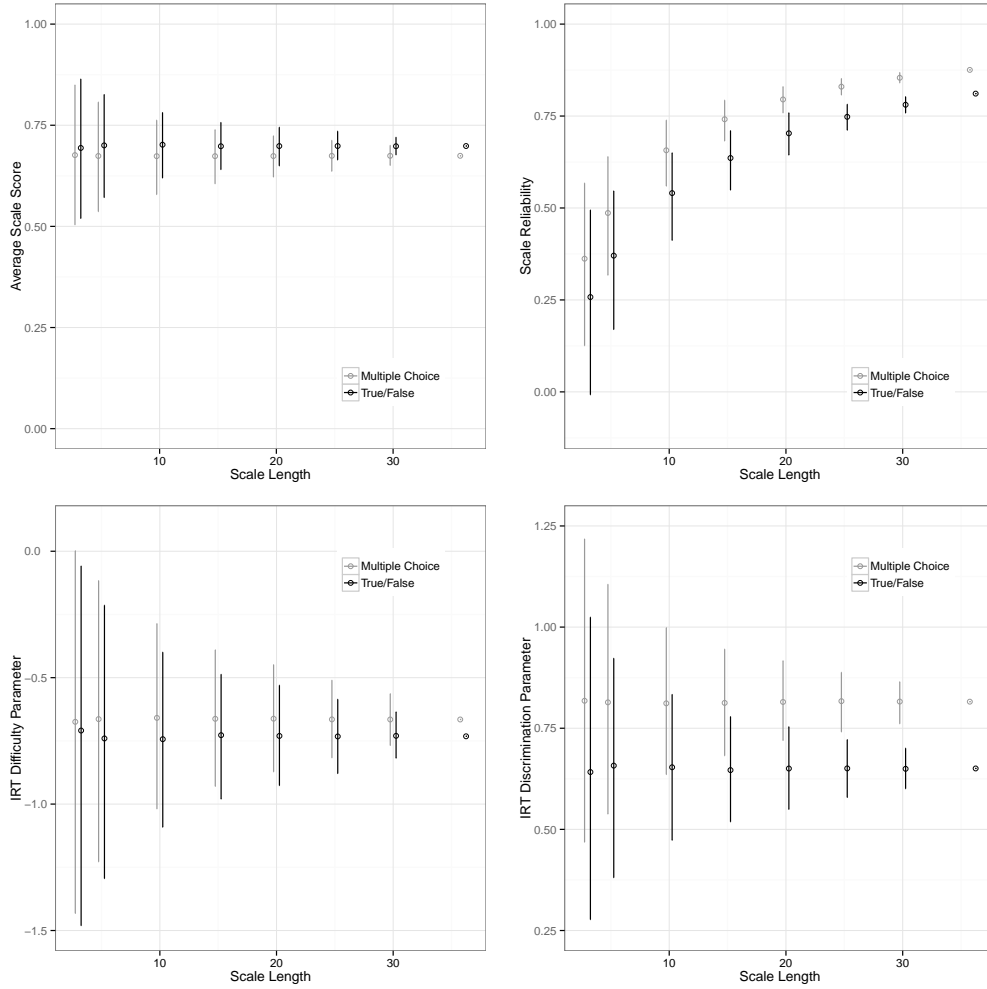 1.00
0.75
0.50
0.25
0.00
Average Scale Score
Multiple Choice
True/False
10
20
30
Scale Length
1.00
0.75
0.50
0.25
0.00
Scale Reliability
Multiple Choice
True/False
10
20
30
Scale Length
0.0
−0.5
−1.0
−1.5
IRT Difficulty Parameter
Multiple Choice
True/False
10
20
30
Scale Length
1.25
1.00
0.75
0.50
0.25
IRT Discrimination Parameter
Multiple Choice
True/False
10
20
30
Scale Length